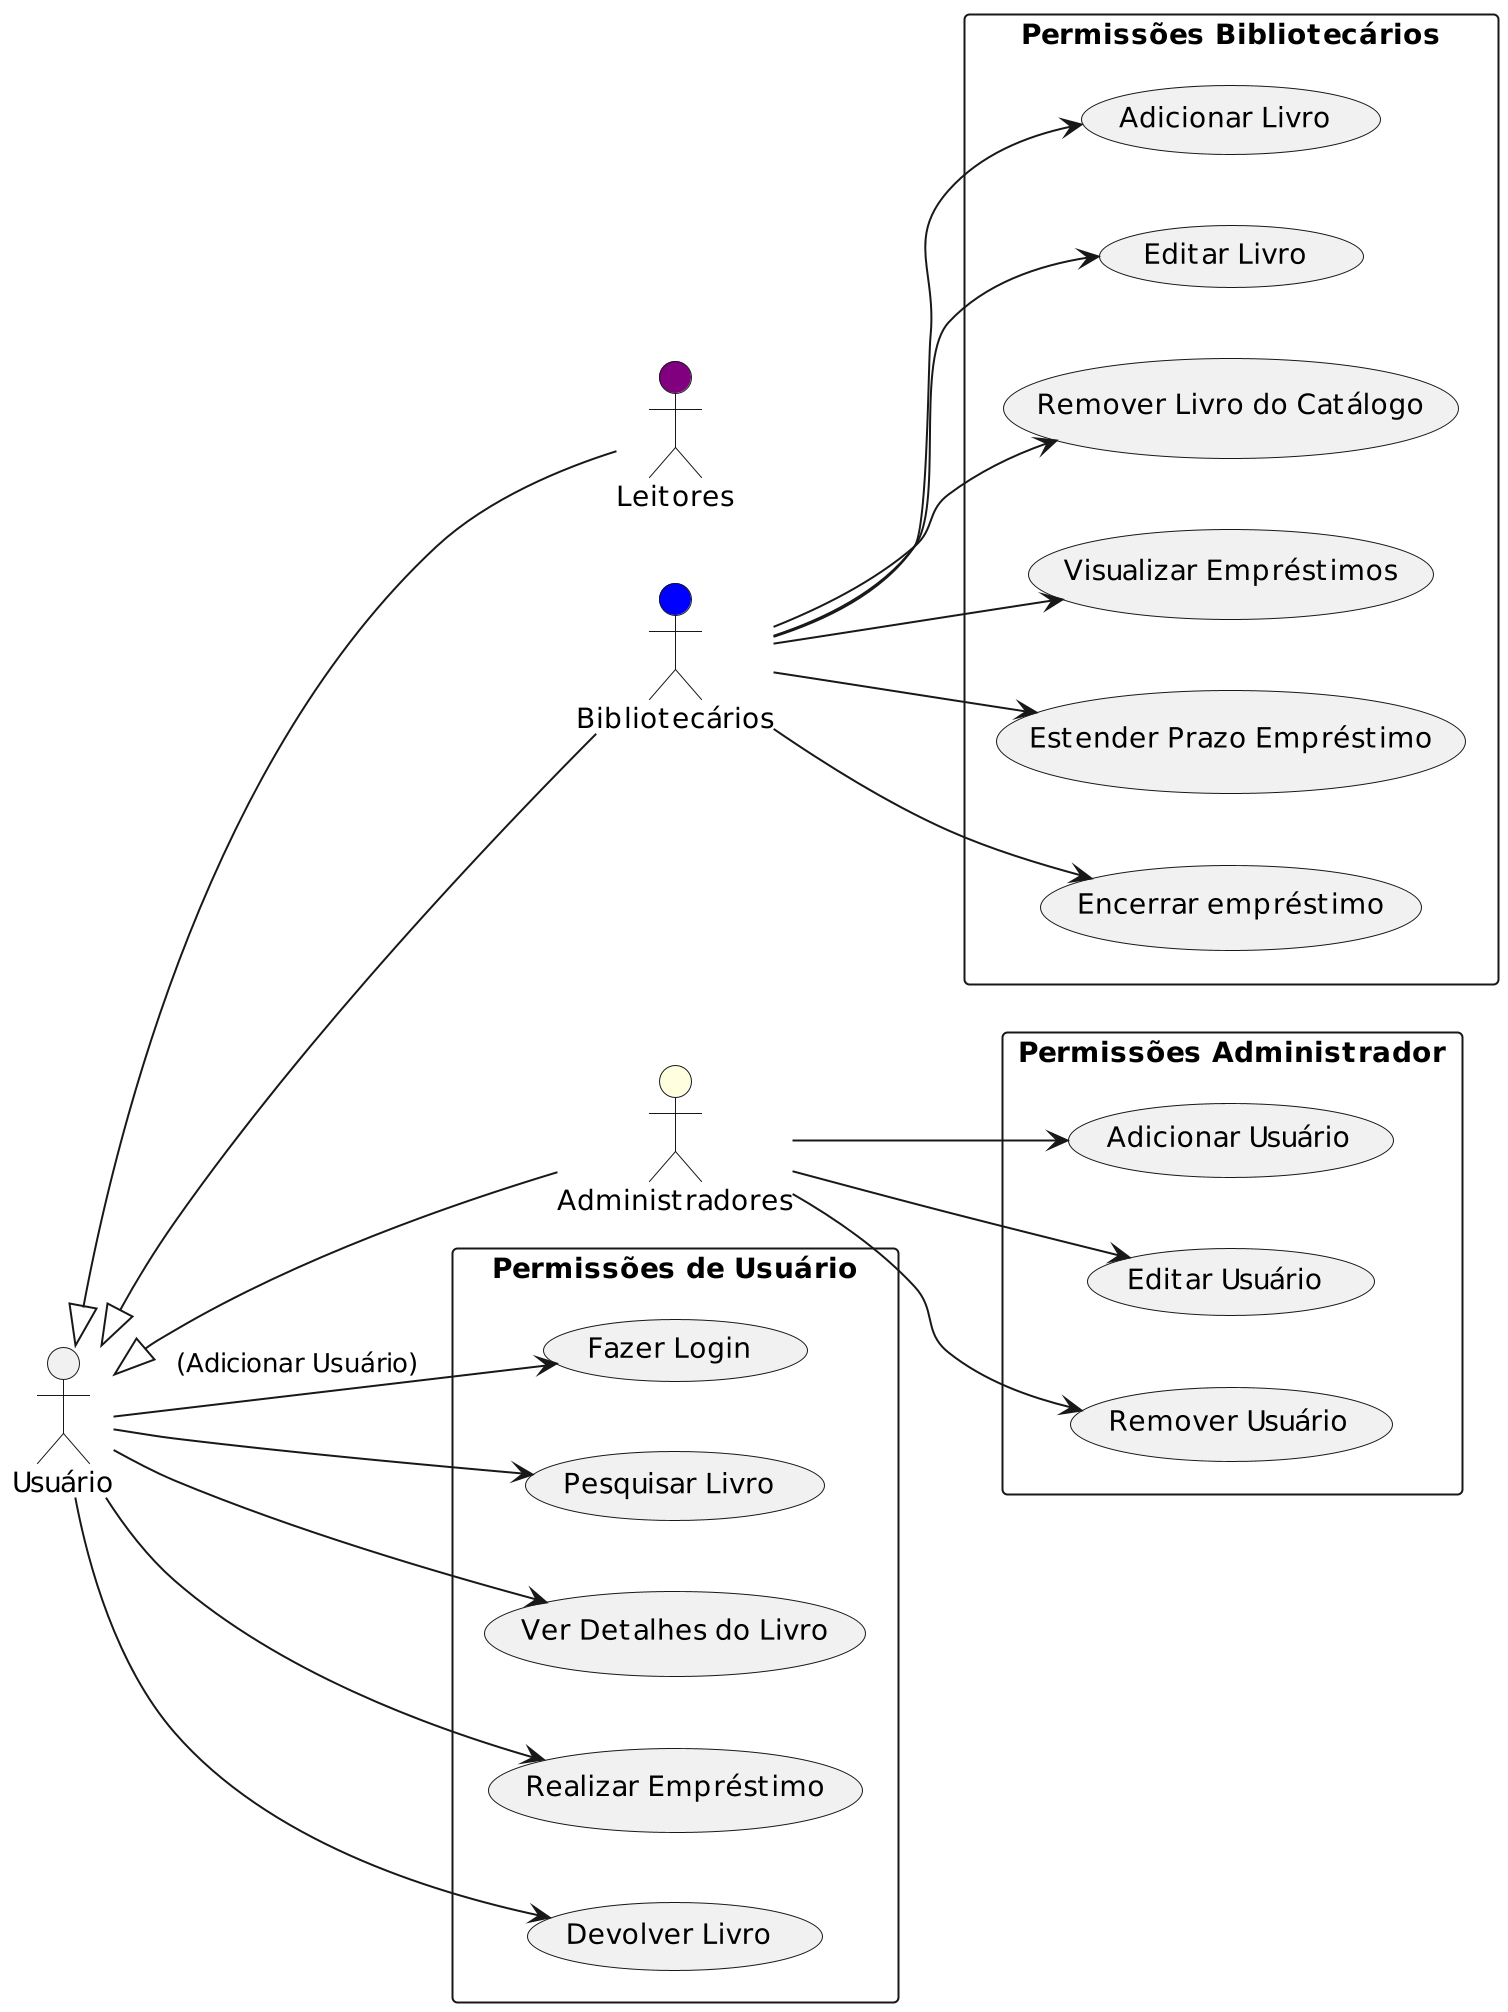 Permissões Bibliotecários
Adicionar Livro
Editar Livro
Remover Livro do Catálogo
Leitores
Visualizar Empréstimos
Bibliotecários
Estender Prazo Empréstimo
Encerrar empréstimo
Permissões Administrador
Adicionar Usuário
Administradores
Editar Usuário
Remover Usuário
Permissões de Usuário
Fazer Login
(Adicionar Usuário)
Usuário
Pesquisar Livro
Ver Detalhes do Livro
Realizar Empréstimo
Devolver Livro